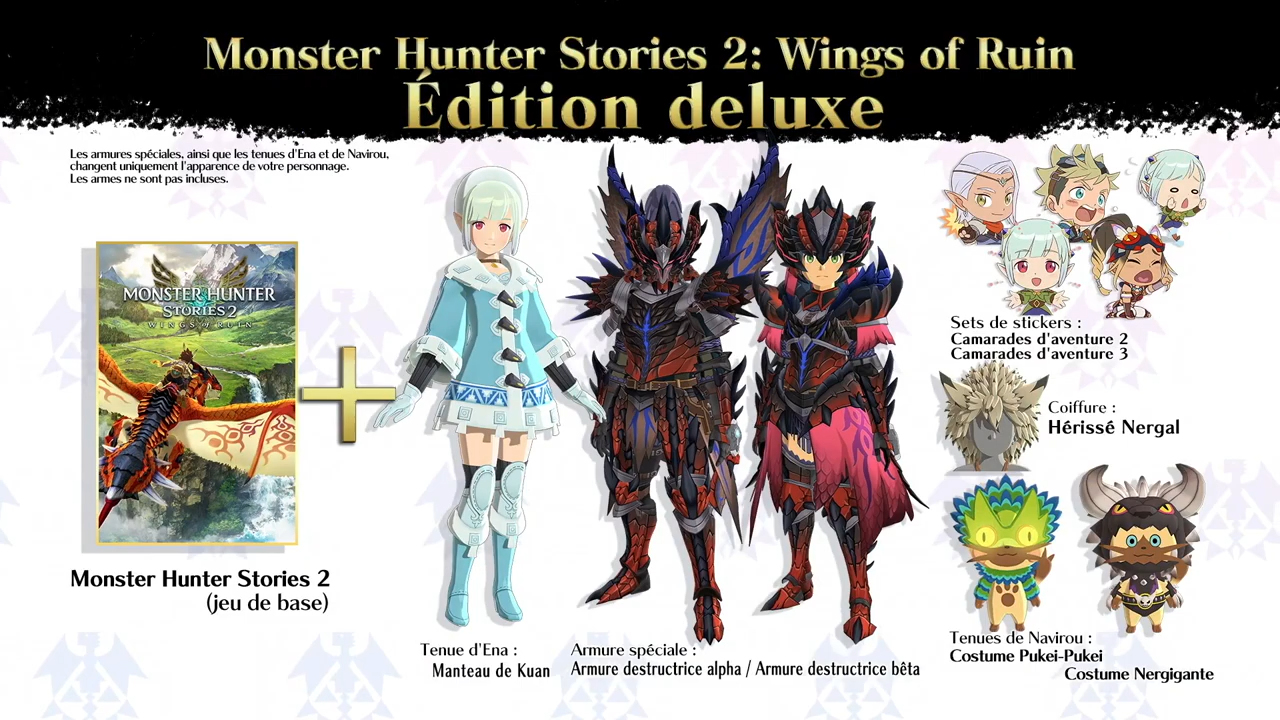 Monster Hunter Stories 2: Wings of Ruin
Édition deluxe
Les armures spéciales, ainsi que les tenues d'Ena et de Navirou,
changent uniquement l'apparence de votre personnage.
Les armes ne sont pas incluses.
MONSTER HUNTER
STORIES 2
WINGS OF RUIN
Monster Hunter Stories 2
(jeu de base)
Tenue d'Ena :
Manteau de Kuan
Armure spéciale :
Armure destructrice alpha / Armure destructrice bêta
Sets de stickers :
Camarades d'aventure 2
Camarades d'aventure 3
Coiffure :
Hérissé Nergal
Tenues de Navirou :
Costume Pukei-Pukei
Costume Nergigante